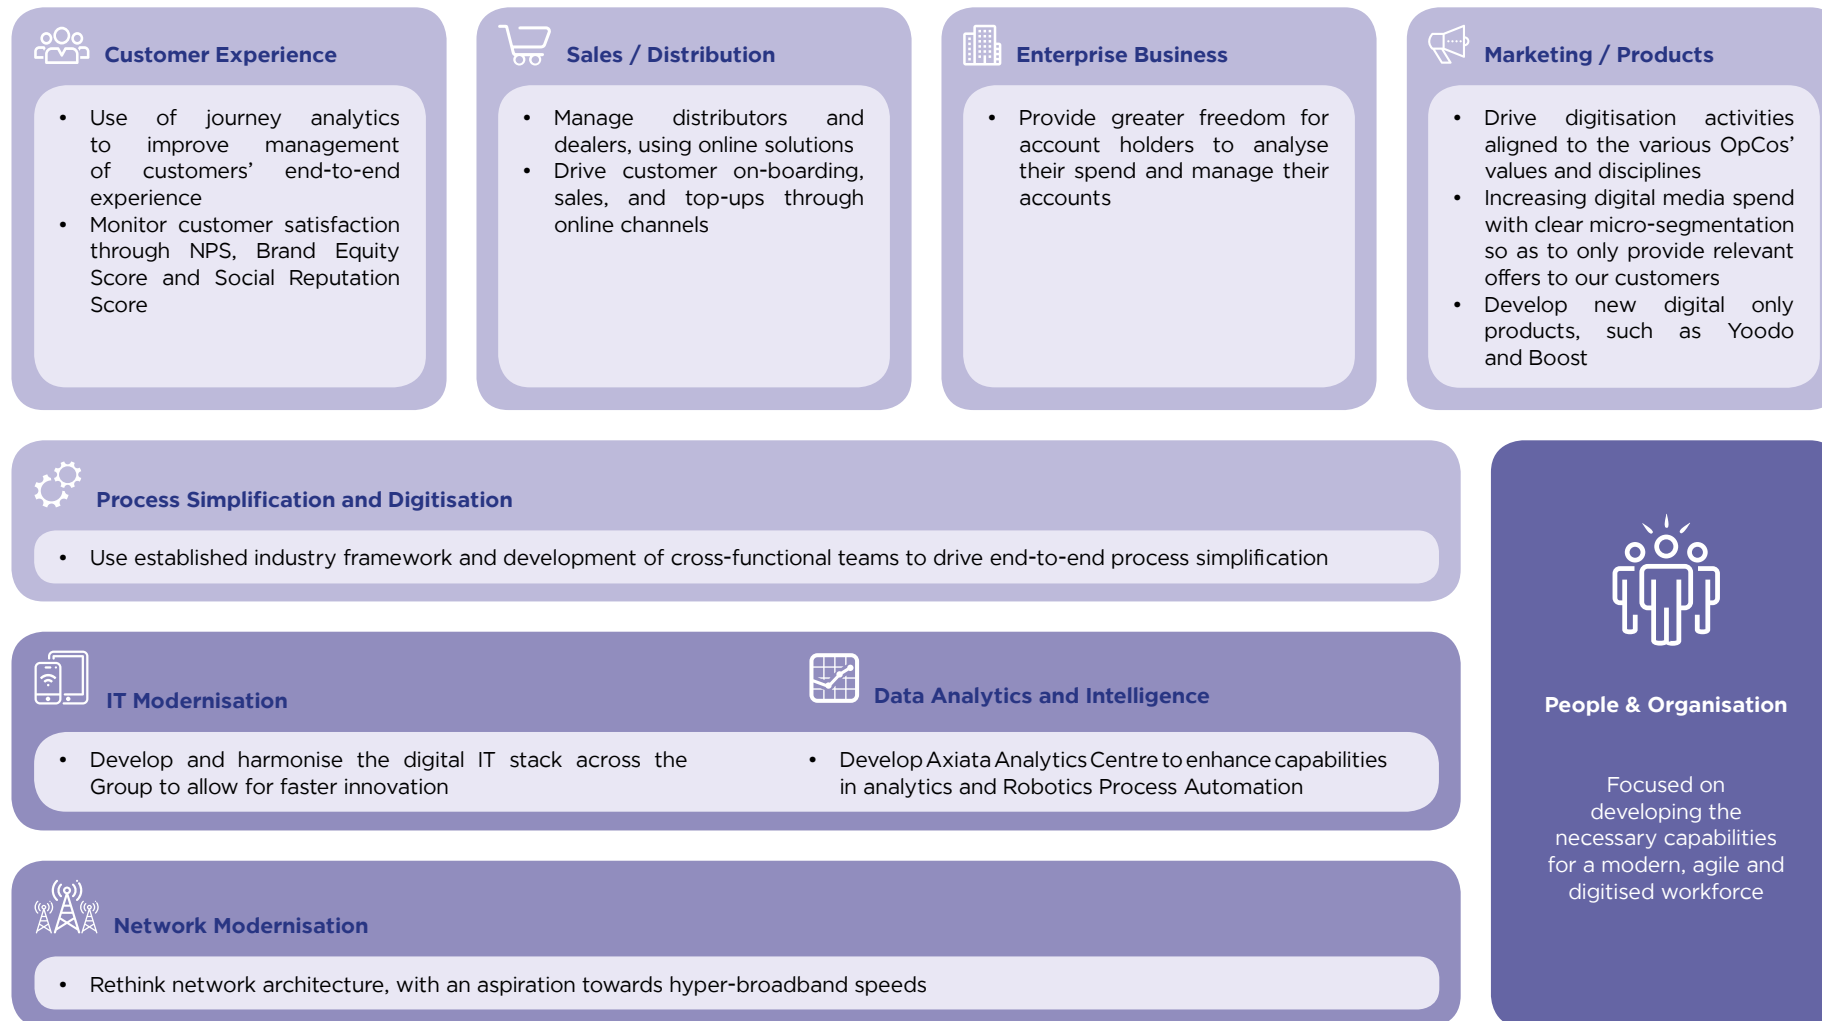 Customer Experience
• Use of journey analytics
to improve management
of customers’ end-to-end
experience
• Monitor customer satisfaction
through NPS, Brand Equity
Score and Social Reputation
Score
Sales / Distribution
• Manage distributors and
dealers, using online solutions
• Drive customer on-boarding,
sales, and top-ups through
online channels
Enterprise Business
• Provide greater freedom for
account holders to analyse
their spend and manage their
accounts
Marketing / Products
• Drive digitisation activities
aligned to the various OpCos’
values and disciplines
• Increasing digital media spend
with clear micro-segmentation
so as to only provide relevant
offers to our customers
• Develop new digital only
products, such as Yoodo
and Boost
Process Simplification and Digitisation
• Use established industry framework and development of cross-functional teams to drive end-to-end process simplification
IT Modernisation
• Develop and harmonise the digital IT stack across the
Group to allow for faster innovation
Data Analytics and Intelligence
• Develop Axiata Analytics Centre to enhance capabilities
in analytics and Robotics Process Automation
Network Modernisation
• Rethink network architecture, with an aspiration towards hyper-broadband speeds
People & Organisation
Focused on
developing the
necessary capabilities
for a modern, agile and
digitised workforce